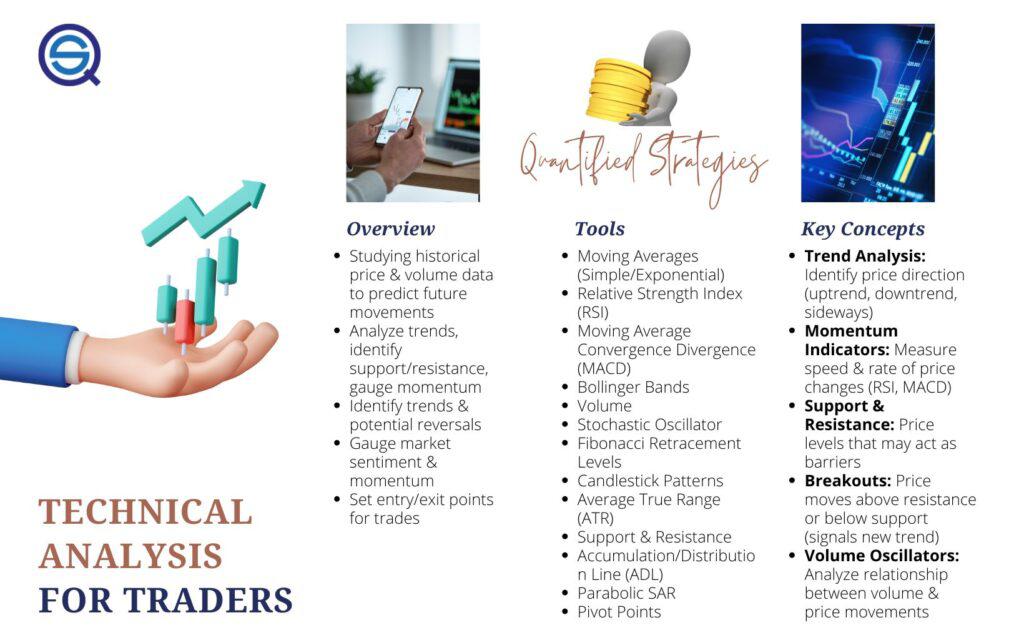 Quantified Strategies
TECHNICAL
ANALYSIS
FOR TRADERS
Overview
• Studying historical
price & volume data
to predict future
movements
• Analyze trends,
identify
support/resistance,
gauge momentum
• Identify trends &
potential reversals
• Gauge market
sentiment &
momentum
• Set entry/exit points
for trades
Tools
• Moving Averages
(Simple/Exponential)
• Relative Strength Index
(RSI)
• Moving Average
Convergence Divergence
(MACD)
• Bollinger Bands
• Volume
• Stochastic Oscillator
• Fibonacci Retracement
Levels
• Candlestick Patterns
• Average True Range
(ATR)
• Support & Resistance
• Accumulation/Distributio
n Line (ADL)
• Parabolic SAR
• Pivot Points
Key Concepts
• Trend Analysis:
Identify price direction
(uptrend, downtrend,
sideways)
• Momentum
Indicators: Measure
speed & rate of price
changes (RSI, MACD)
• Support &
Resistance: Price
levels that may act as
barriers
• Breakouts: Price
moves above resistance
or below support
(signals new trend)
• Volume Oscillators:
Analyze relationship
between volume &
price movements